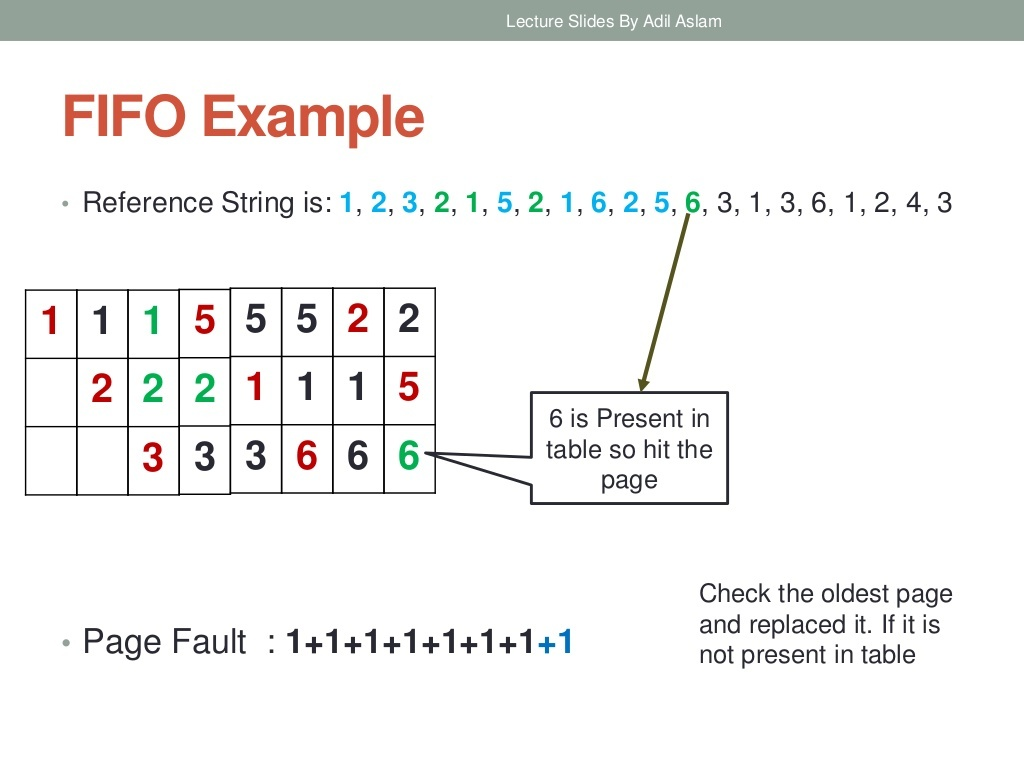 Lecture Slides By Adil Aslam
FIFO Example
• Reference String is: 1, 2, 3, 2, 1, 5, 2, 1, 6, 2, 5, 6, 3, 1, 3, 6, 1, 2, 4, 3
1 1 1 5 5 5 2 2
2 2 2 1 1 1 5
3 3 3 6 6 6
6 is Present in
table so hit the
page
Check the oldest page
and replaced it. If it is
not present in table
• Page Fault : 1+1+1+1+1+1+1+1